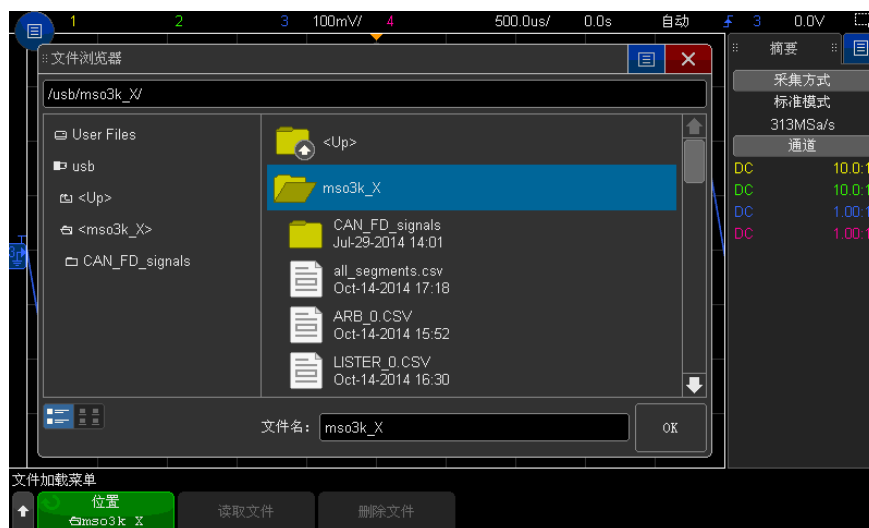 1 2 3 100mV/ 4 500.0us/ 0.0s 自动 3 0.0V
文件浏览器
摘要
/usb/mso3k_X/
采集方式
标准模式
313MSa/s
通道
DC 10.0:1
DC 10.0:1
DC 1.00:1
DC 1.00:1
User Files
usb
<Up>
<mso3k_X>
CAN_FD_signals
<Up>
mso3k_X
CAN_FD_signals
Jul-29-2014 14:01
all_segments.csv
Oct-14-2014 17:18
ARB_0.CSV
Oct-14-2014 15:52
LISTER_0.CSV
Oct-14-2014 16:30
文件名: mso3k_X OK
文件加载菜单
位置
mso3k_X
读取文件
删除文件